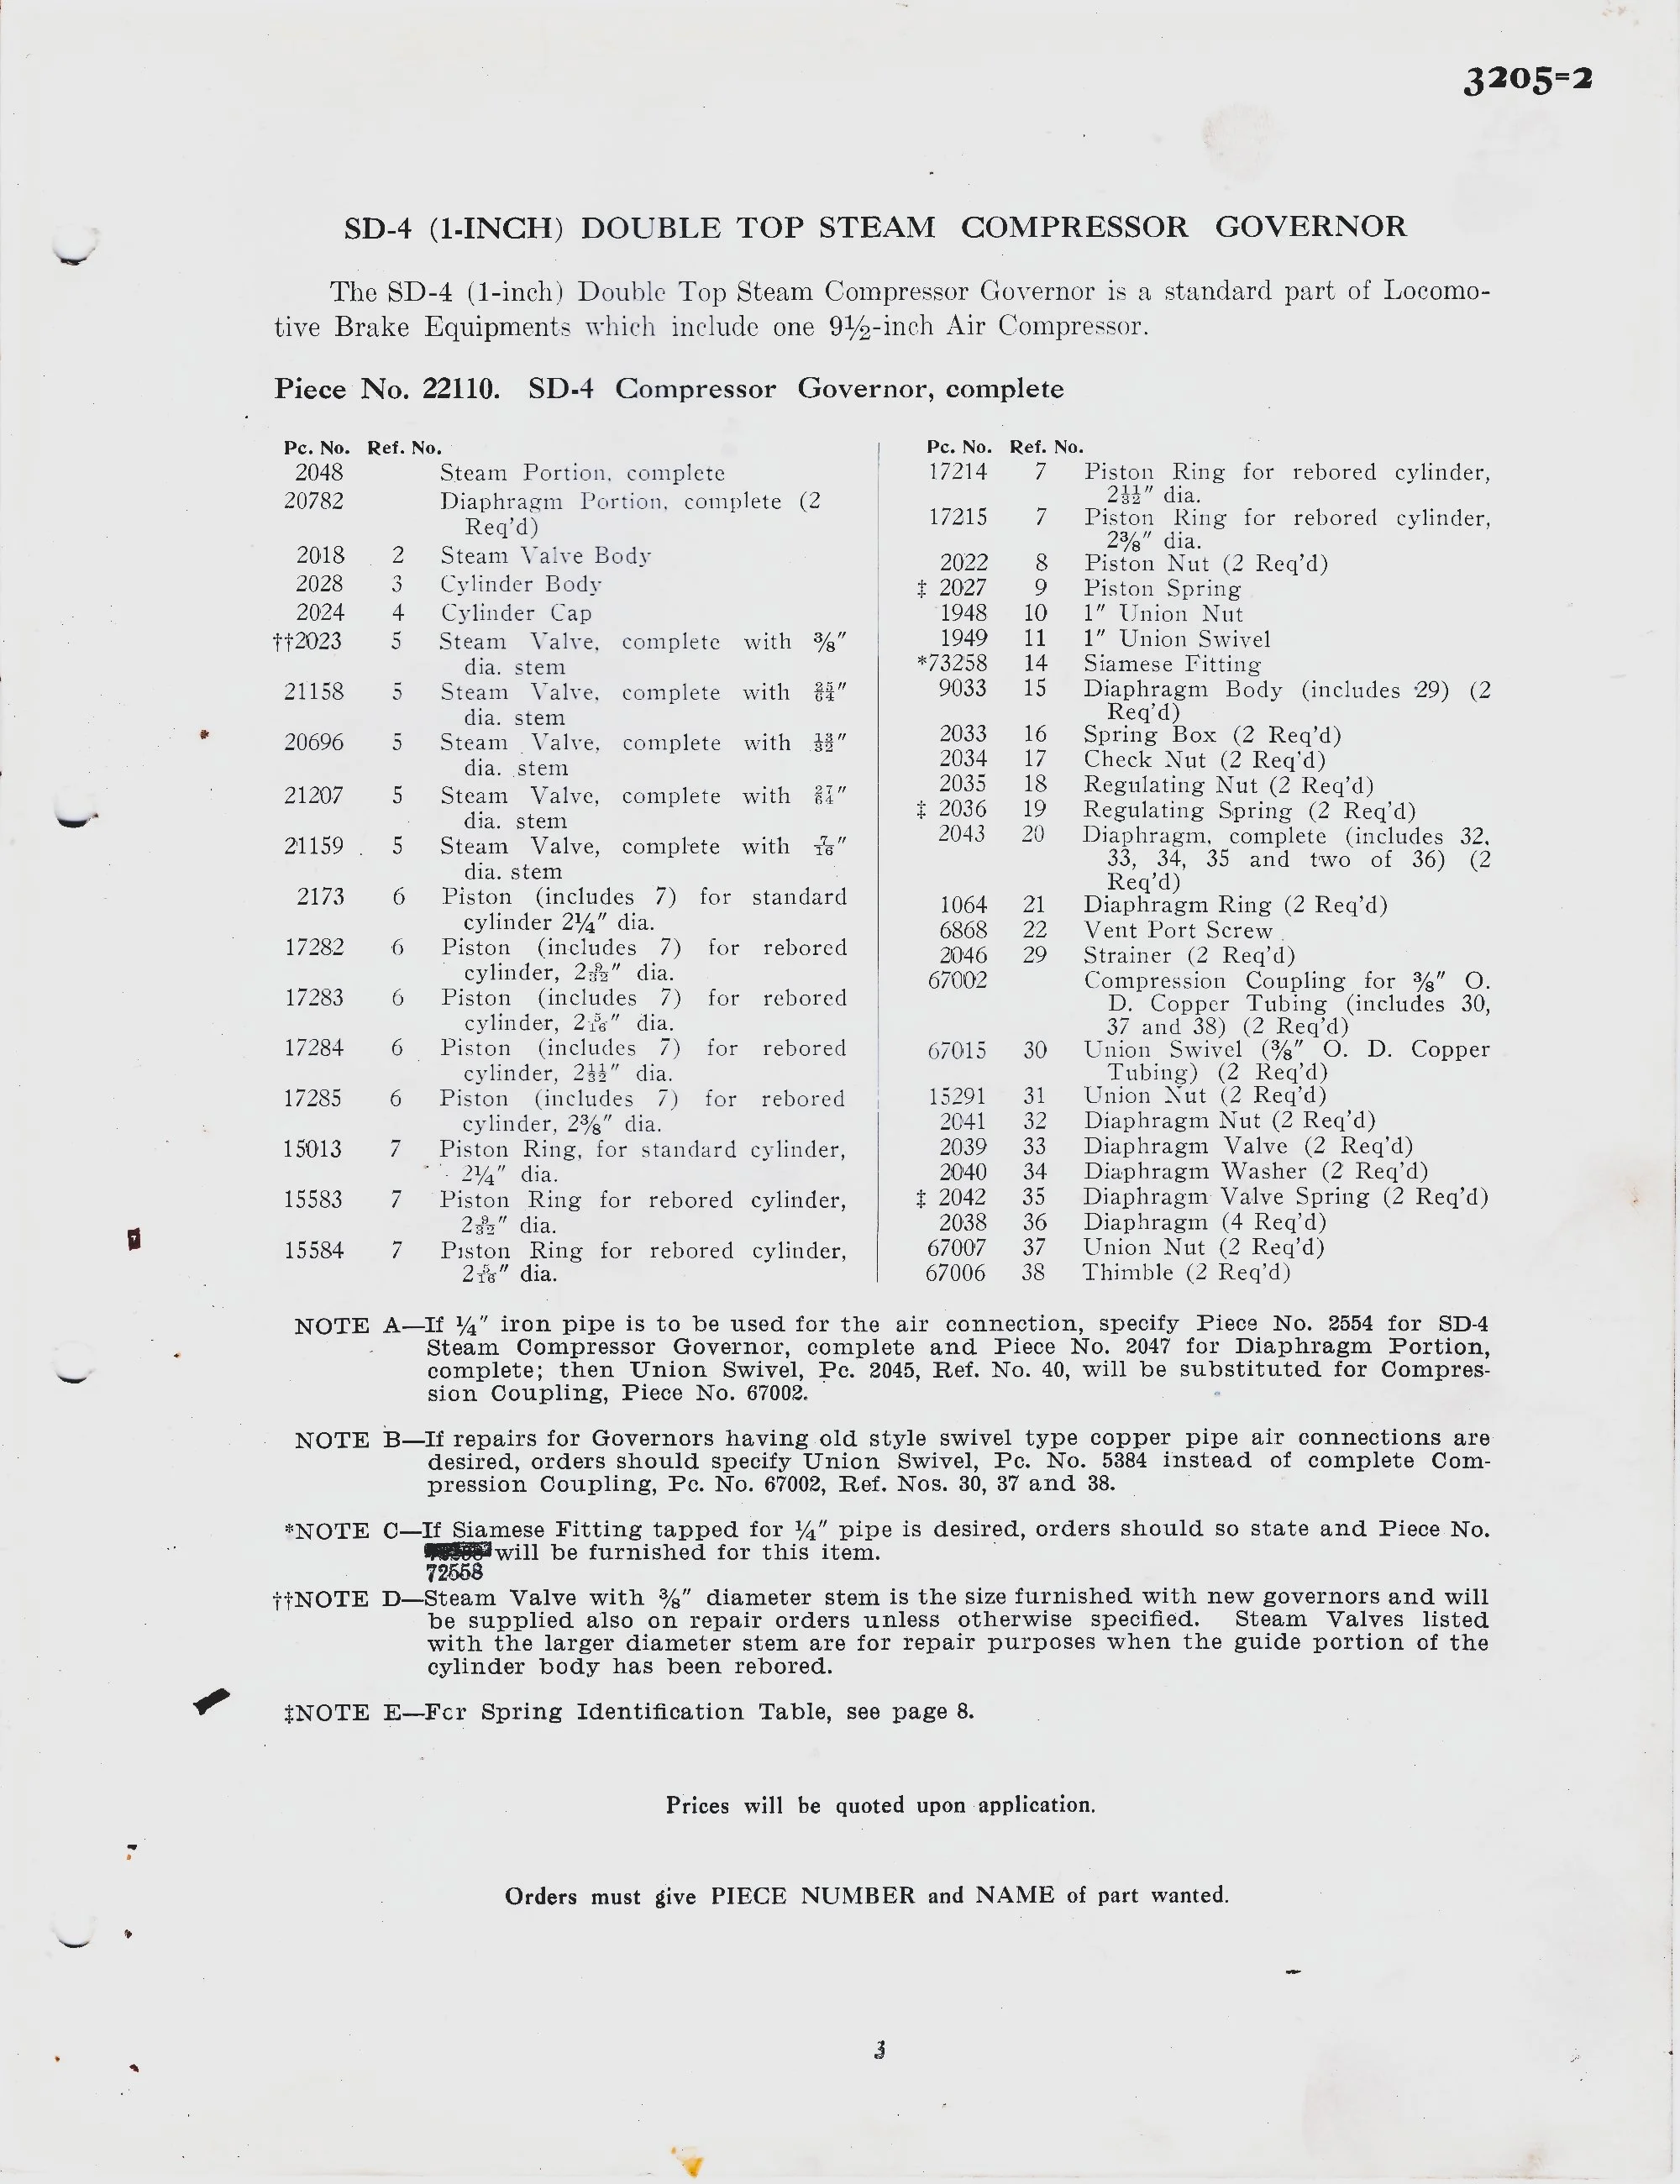 3205=2
SD-4 (1-INCH) DOUBLE TOP STEAM COMPRESSOR GOVERNOR
The SD-4 (1-inch) Double Top Steam Compressor Governor is a standard part of Locomo-
tive Brake Equipments which include one 9½-inch Air Compressor.
Piece No. 22110. SD-4 Compressor Governor, complete
Pc. No. Ref. No.
2048 Steam Portion, complete
20782 Diaphragm Portion, complete (2
Req'd)
2018 2 Steam Valve Body
2028 3 Cylinder Body
2024 4 Cylinder Cap
††2023 5 Steam Valve, complete with ⅜"
dia. stem
21158 5 Steam Valve, complete with 25/64"
dia. stem
20696 5 Steam Valve, complete with 13/32"
dia. stem
21207 5 Steam Valve, complete with 27/64"
dia. stem
21159 5 Steam Valve, complete with 7/16"
dia. stem
2173 6 Piston (includes 7) for standard
cylinder 2¼" dia.
17282 6 Piston (includes 7) for rebored
cylinder, 2 9/32" dia.
17283 6 Piston (includes 7) for rebored
cylinder, 2 5/16" dia.
17284 6 Piston (includes 7) for rebored
cylinder, 2 11/32" dia.
17285 6 Piston (includes 7) for rebored
cylinder, 2⅜" dia.
15013 7 Piston Ring, for standard cylinder,
2¼" dia.
15583 7 Piston Ring for rebored cylinder,
2 9/32" dia.
15584 7 Piston Ring for rebored cylinder,
2 5/16" dia.
Pc. No. Ref. No.
17214 7 Piston Ring for rebored cylinder,
2 11/32" dia.
17215 7 Piston Ring for rebored cylinder,
2⅜" dia.
2022 8 Piston Nut (2 Req'd)
‡ 2027 9 Piston Spring
1948 10 1" Union Nut
1949 11 1" Union Swivel
*73258 14 Siamese Fitting
9033 15 Diaphragm Body (includes 29) (2
Req'd)
2033 16 Spring Box (2 Req'd)
2034 17 Check Nut (2 Req'd)
2035 18 Regulating Nut (2 Req'd)
‡ 2036 19 Regulating Spring (2 Req'd)
2043 20 Diaphragm, complete (includes 32,
33, 34, 35 and two of 36) (2
Req'd)
1064 21 Diaphragm Ring (2 Req'd)
6868 22 Vent Port Screw
2046 29 Strainer (2 Req'd)
67002 Compression Coupling for ⅜" O.
D. Copper Tubing (includes 30,
37 and 38) (2 Req'd)
67015 30 Union Swivel (⅜" O. D. Copper
Tubing) (2 Req'd)
15291 31 Union Nut (2 Req'd)
2041 32 Diaphragm Nut (2 Req'd)
2039 33 Diaphragm Valve (2 Req'd)
2040 34 Diaphragm Washer (2 Req'd)
‡ 2042 35 Diaphragm Valve Spring (2 Req'd)
2038 36 Diaphragm (4 Req'd)
67007 37 Union Nut (2 Req'd)
67006 38 Thimble (2 Req'd)
NOTE A—If ¼" iron pipe is to be used for the air connection, specify Piece No. 2554 for SD-4
Steam Compressor Governor, complete and Piece No. 2047 for Diaphragm Portion,
complete; then Union Swivel, Pc. 2045, Ref. No. 40, will be substituted for Compres-
sion Coupling, Piece No. 67002.
NOTE B—If repairs for Governors having old style swivel type copper pipe air connections are
desired, orders should specify Union Swivel, Pc. No. 5384 instead of complete Com-
pression Coupling, Pc. No. 67002, Ref. Nos. 30, 37 and 38.
*NOTE C—If Siamese Fitting tapped for ¼" pipe is desired, orders should so state and Piece No.
will be furnished for this item.
72558
††NOTE D—Steam Valve with ⅜" diameter stem is the size furnished with new governors and will
be supplied also on repair orders unless otherwise specified. Steam Valves listed
with the larger diameter stem are for repair purposes when the guide portion of the
cylinder body has been rebored.
‡NOTE E—For Spring Identification Table, see page 8.
Prices will be quoted upon application.
Orders must give PIECE NUMBER and NAME of part wanted.
3